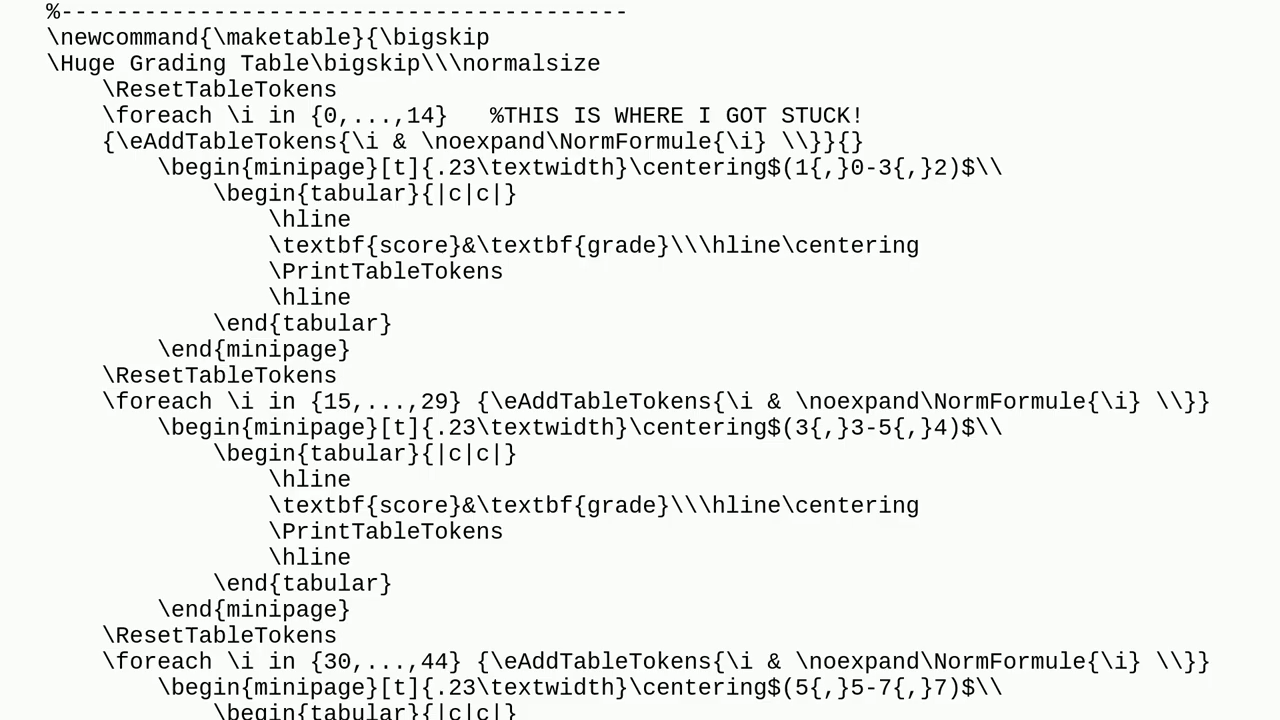 %-----------------------------------------
\newcommand{\maketable}{\bigskip
\Huge Grading Table\bigskip\\\normalsize
    \ResetTableTokens
    \foreach \i in {0,...,14}   %THIS IS WHERE I GOT STUCK!
    {\eAddTableTokens{\i & \noexpand\NormFormule{\i} \\}}{}
        \begin{minipage}[t]{.23\textwidth}\centering$(1{,}0-3{,}2)$\\
            \begin{tabular}{|c|c|}
                \hline
                \textbf{score}&\textbf{grade}\\\hline\centering
                \PrintTableTokens
                \hline
            \end{tabular}
        \end{minipage}
    \ResetTableTokens
    \foreach \i in {15,...,29} {\eAddTableTokens{\i & \noexpand\NormFormule{\i} \\}}
        \begin{minipage}[t]{.23\textwidth}\centering$(3{,}3-5{,}4)$\\
            \begin{tabular}{|c|c|}
                \hline
                \textbf{score}&\textbf{grade}\\\hline\centering
                \PrintTableTokens
                \hline
            \end{tabular}
        \end{minipage}
    \ResetTableTokens
    \foreach \i in {30,...,44} {\eAddTableTokens{\i & \noexpand\NormFormule{\i} \\}}
        \begin{minipage}[t]{.23\textwidth}\centering$(5{,}5-7{,}7)$\\
            \begin{tabular}{|c|c|}